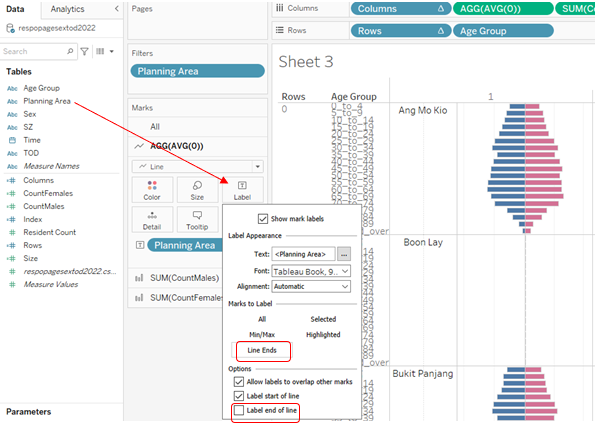 Data Analytics
respopagesextod2022
Search
Tables
Abc Age Group
Abc Planning Area
Abc Sex
Abc SZ
Time
Abc TOD
Abc Measure Names
Columns
CountFemales
CountMales
Index
Resident Count
Rows
Size
respopagesextod2022.cs...
Measure Values
Parameters
Pages
Filters
Planning Area
Marks
All
AGG(AVG(0))
Line
Color Size Label
Detail Tooltip
Planning Area
SUM(CountMales)
SUM(CountFemales
Show mark labels
Label Appearance
Text: <Planning Area> ...
Font: Tableau Book, 9...
Alignment: Automatic
Marks to Label
All Selected
Min/Max Highlighted
Line Ends
Options
Allow labels to overlap other marks
Label start of line
Label end of line
Columns Columns Δ AGG(AVG(0)) SUM(Count
Rows Rows Δ Age Group
Sheet 3
Rows Age Group 1
0 0_to_4 Ang Mo Kio
5_to_9
10_to_14
Boon Lay
Bukit Panjang